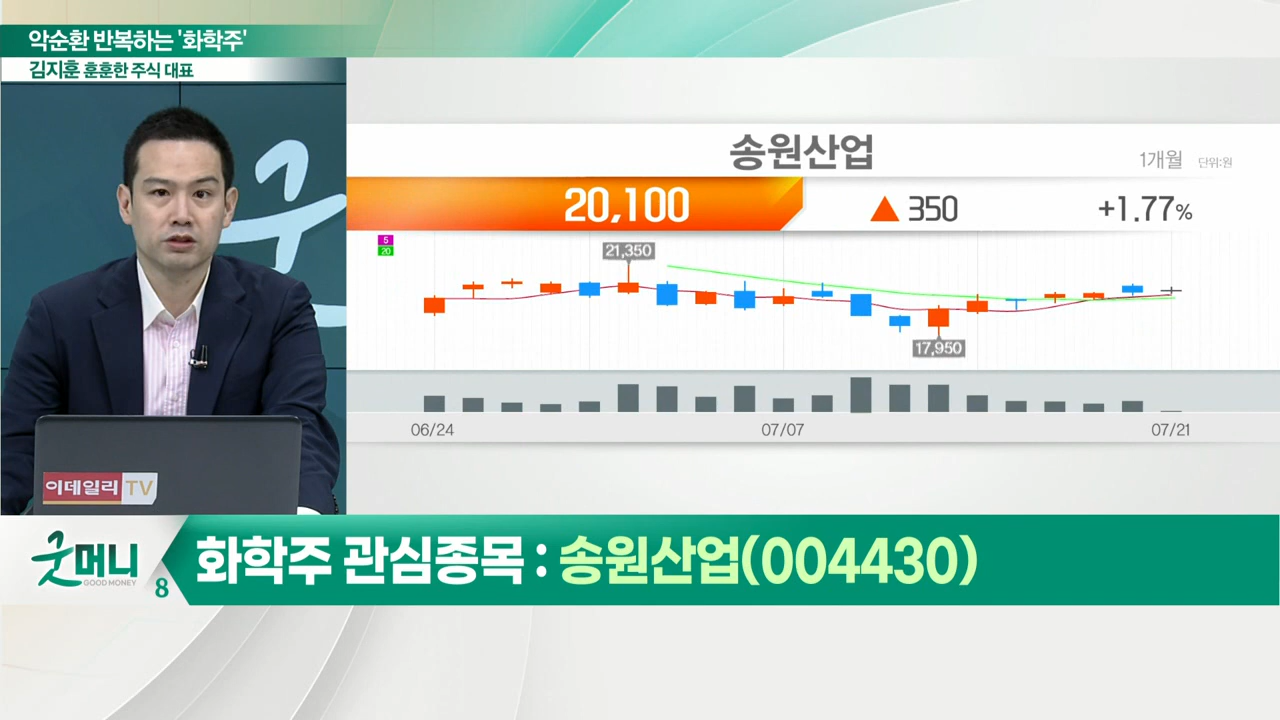 악순환 반복하는 '화학주'
김지훈 훈훈한 주식 대표
송원산업
1개월 단위:원
20,100 ▲ 350 +1.77%
5
20
21,350
17,950
06/24 07/07 07/21
이데일리 TV
굿머니
GOOD MONEY
8
화학주 관심종목 : 송원산업(004430)